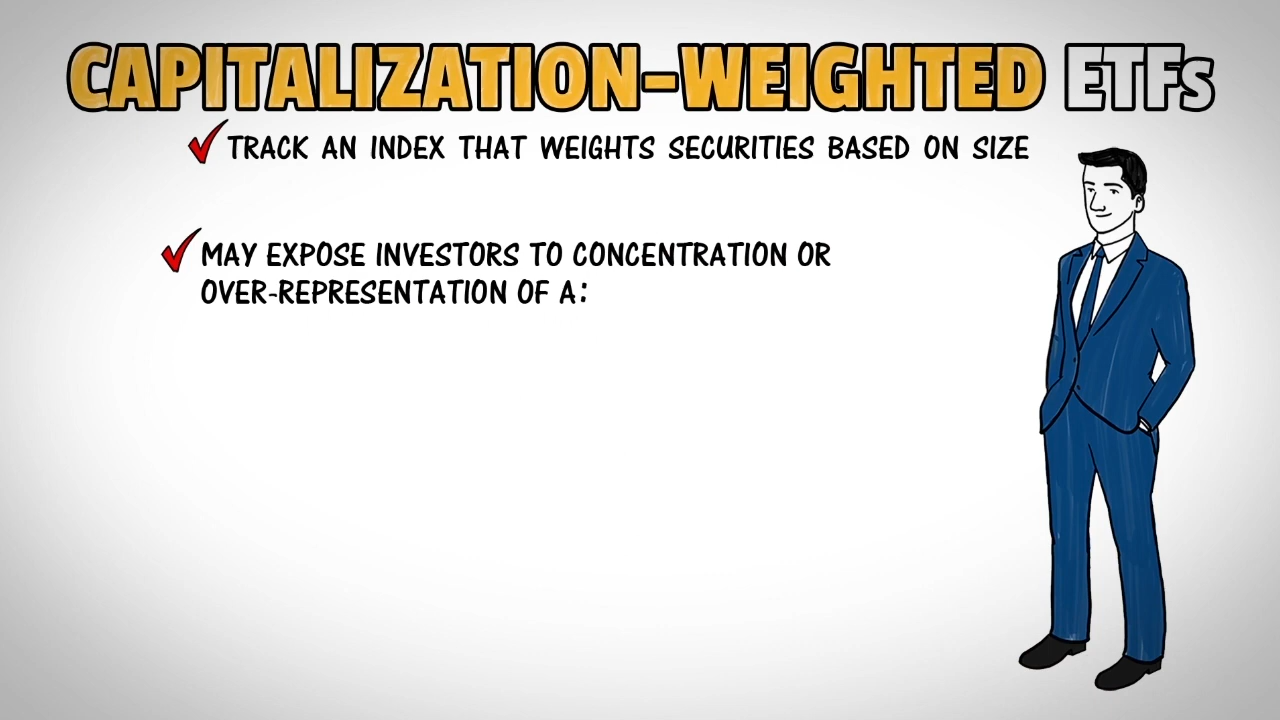 CAPITALIZATION-WEIGHTED ETFs
TRACK AN INDEX THAT WEIGHTS SECURITIES BASED ON SIZE
MAY EXPOSE INVESTORS TO CONCENTRATION OR
OVER-REPRESENTATION OF A: